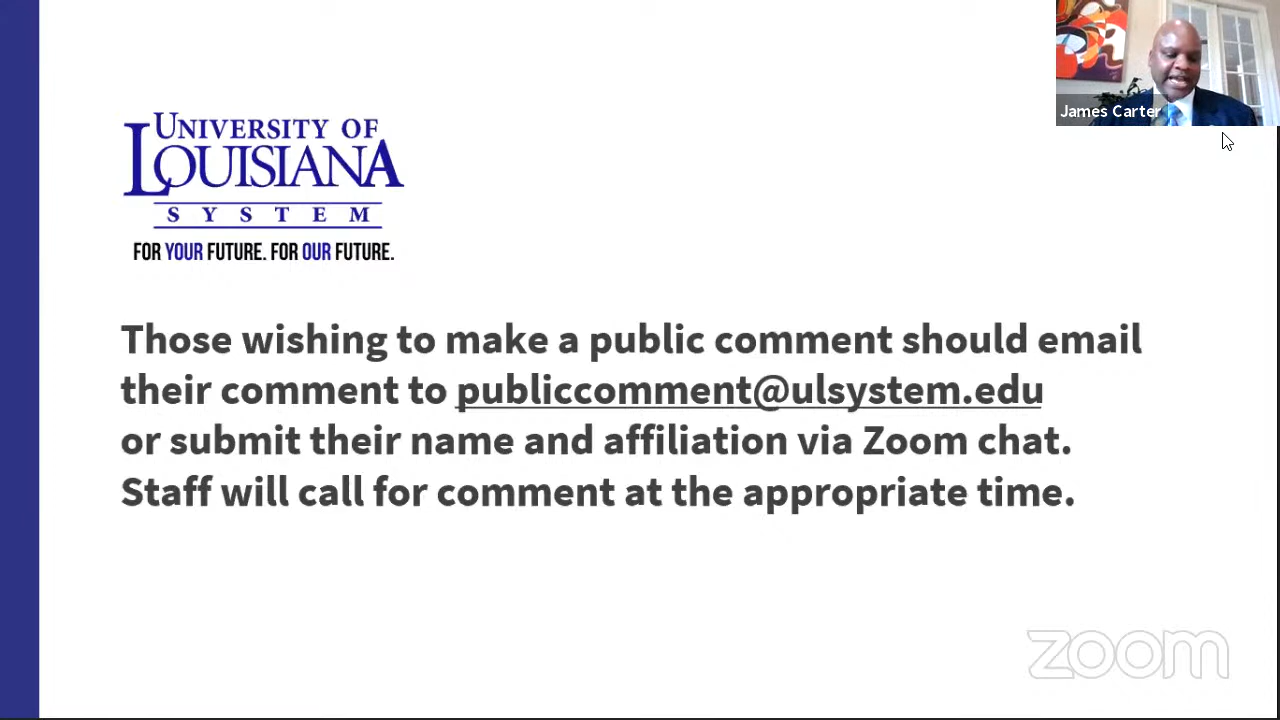 UNIVERSITY OF
LOUISIANA
SYSTEM
FOR YOUR FUTURE. FOR OUR FUTURE.
James Carter
Those wishing to make a public comment should email
their comment to publiccomment@ulsystem.edu
or submit their name and affiliation via Zoom chat.
Staff will call for comment at the appropriate time.
zoom